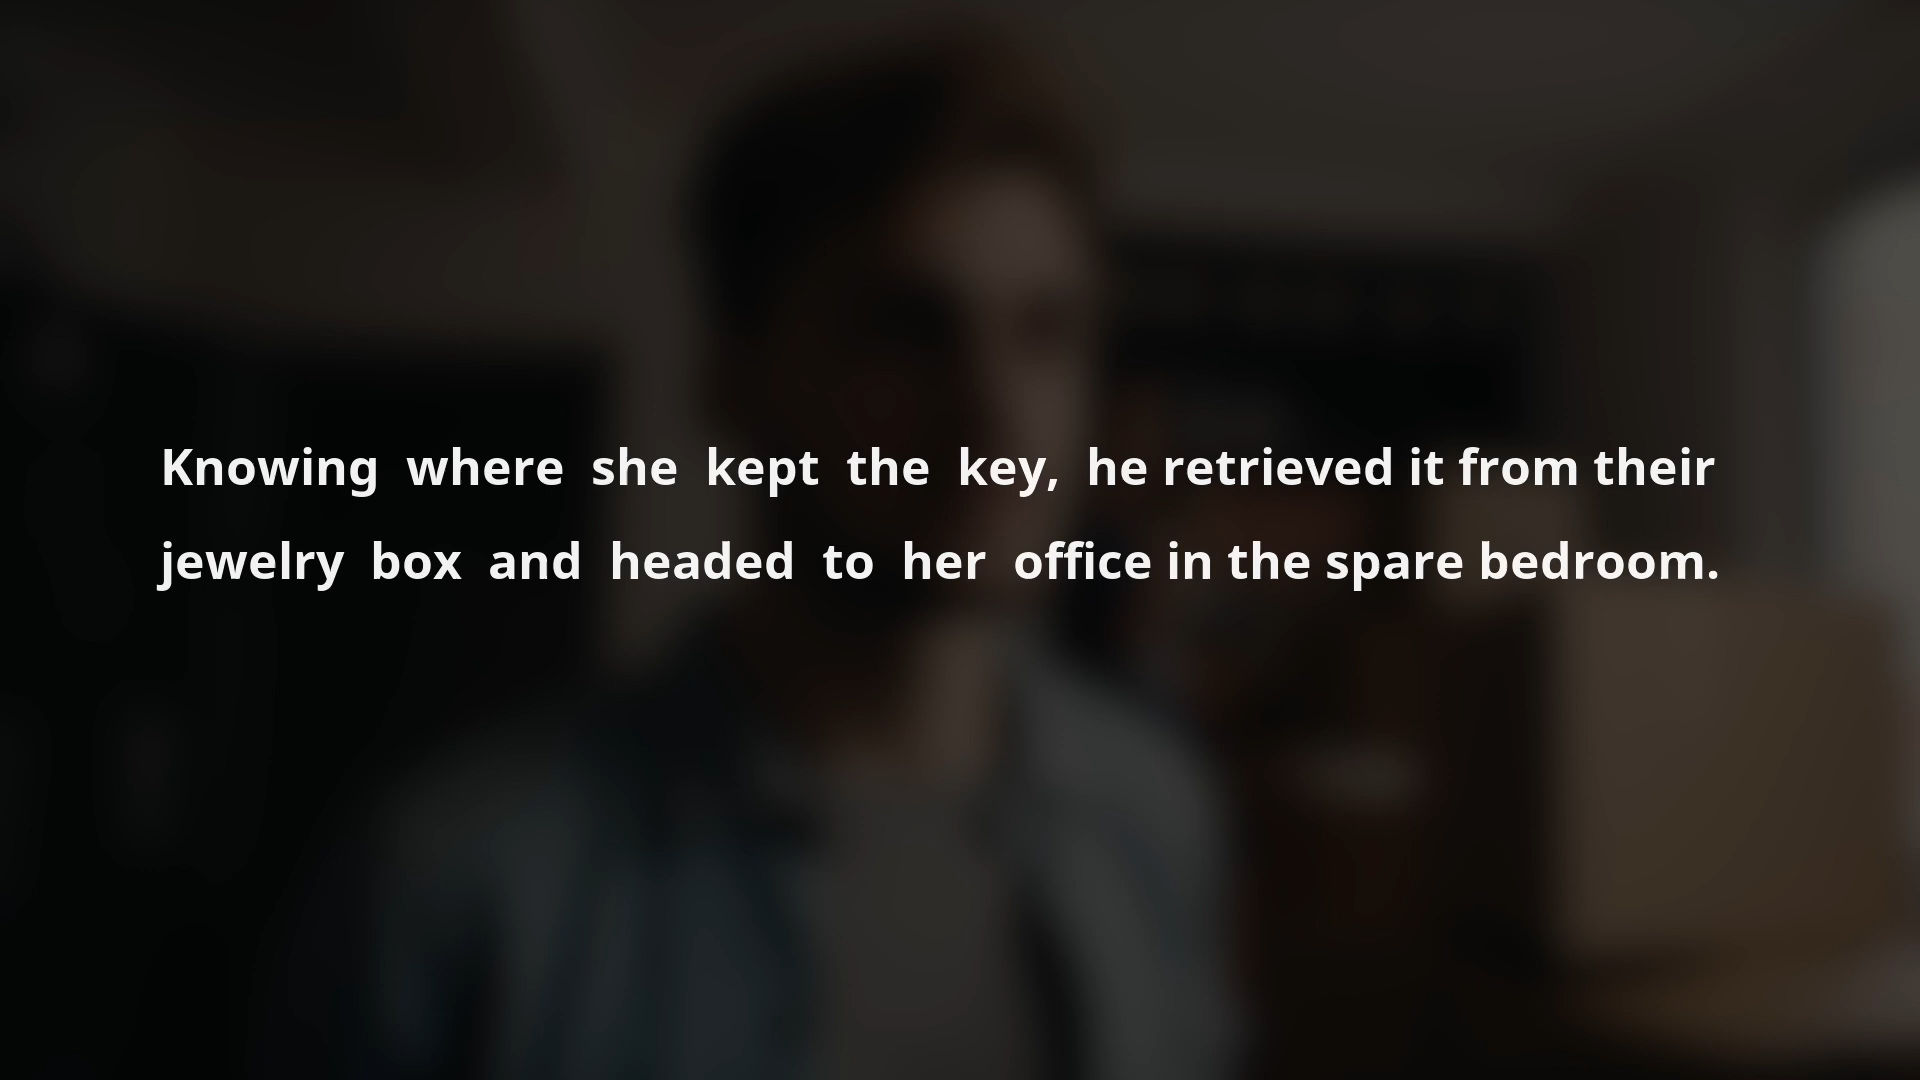 Knowing where she kept the key, he retrieved it from their
jewelry box and headed to her office in the spare bedroom.